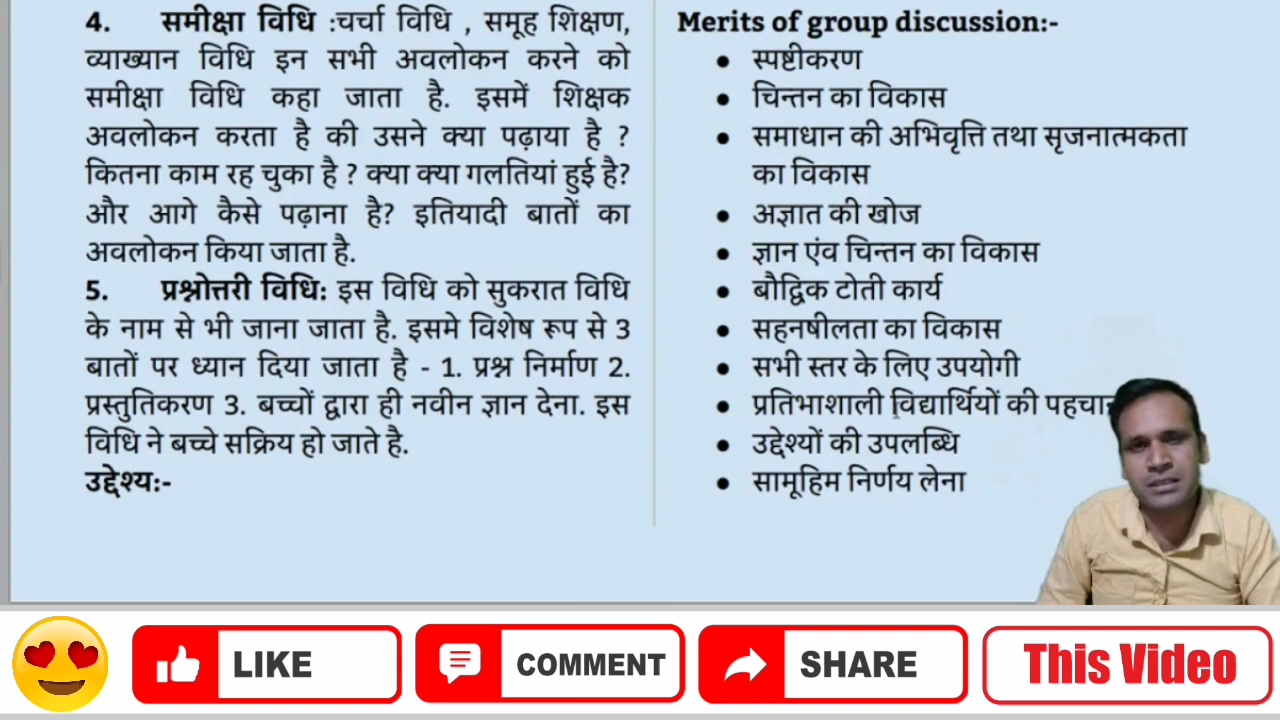 4. समीक्षा विधि :चर्चा विधि , समूह शिक्षण,
व्याख्यान विधि इन सभी अवलोकन करने को
समीक्षा विधि कहा जाता है. इसमें शिक्षक
अवलोकन करता है की उसने क्या पढ़ाया है ?
कितना काम रह चुका है ? क्या क्या गलतियां हुई है?
और आगे कैसे पढ़ाना है? इतियादी बातों का
अवलोकन किया जाता है.
5. प्रश्नोत्तरी विधि: इस विधि को सुकरात विधि
के नाम से भी जाना जाता है. इसमे विशेष रूप से 3
बातों पर ध्यान दिया जाता है - 1. प्रश्न निर्माण 2.
प्रस्तुतिकरण 3. बच्चों द्वारा ही नवीन ज्ञान देना. इस
विधि ने बच्चे सक्रिय हो जाते है.
उद्देश्य:-
Merits of group discussion:-
• स्पष्टीकरण
• चिन्तन का विकास
• समाधान की अभिवृत्ति तथा सृजनात्मकता
का विकास
• अज्ञात की खोज
• ज्ञान एंव चिन्तन का विकास
• बौद्विक टोती कार्य
• सहनषीलता का विकास
• सभी स्तर के लिए उपयोगी
• प्रतिभाशाली विद्यार्थियों की
• उद्देश्यों की उपलब्धि
• सामूहिम निर्णय लेना
LIKE
COMMENT
SHARE
This Video